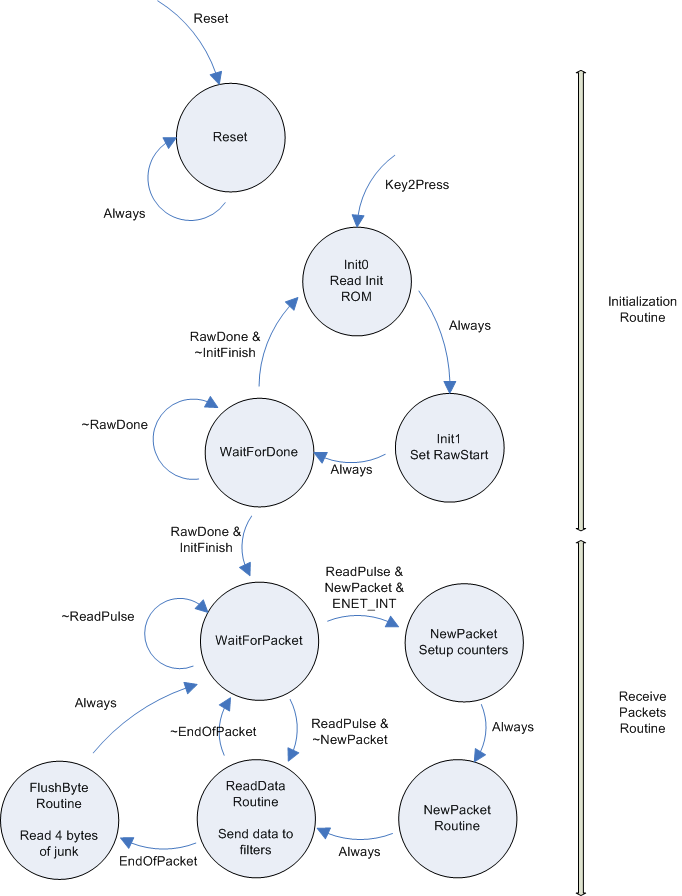 Reset
Reset
Always
Key2Press
Init0
Read Init
ROM
Initialization
Routine
Always
RawDone &
~InitFinish
~RawDone
WaitForDone
Init1
Set RawStart
Always
RawDone &
InitFinish
ReadPulse &
NewPacket &
ENET_INT
~ReadPulse
WaitForPacket
NewPacket
Setup counters
Receive
Packets
Routine
Always
~EndOfPacket
ReadPulse &
~NewPacket
Always
FlushByte
Routine
Read 4 bytes
of junk
ReadData
Routine
Send data to
filters
NewPacket
Routine
EndOfPacket
Always